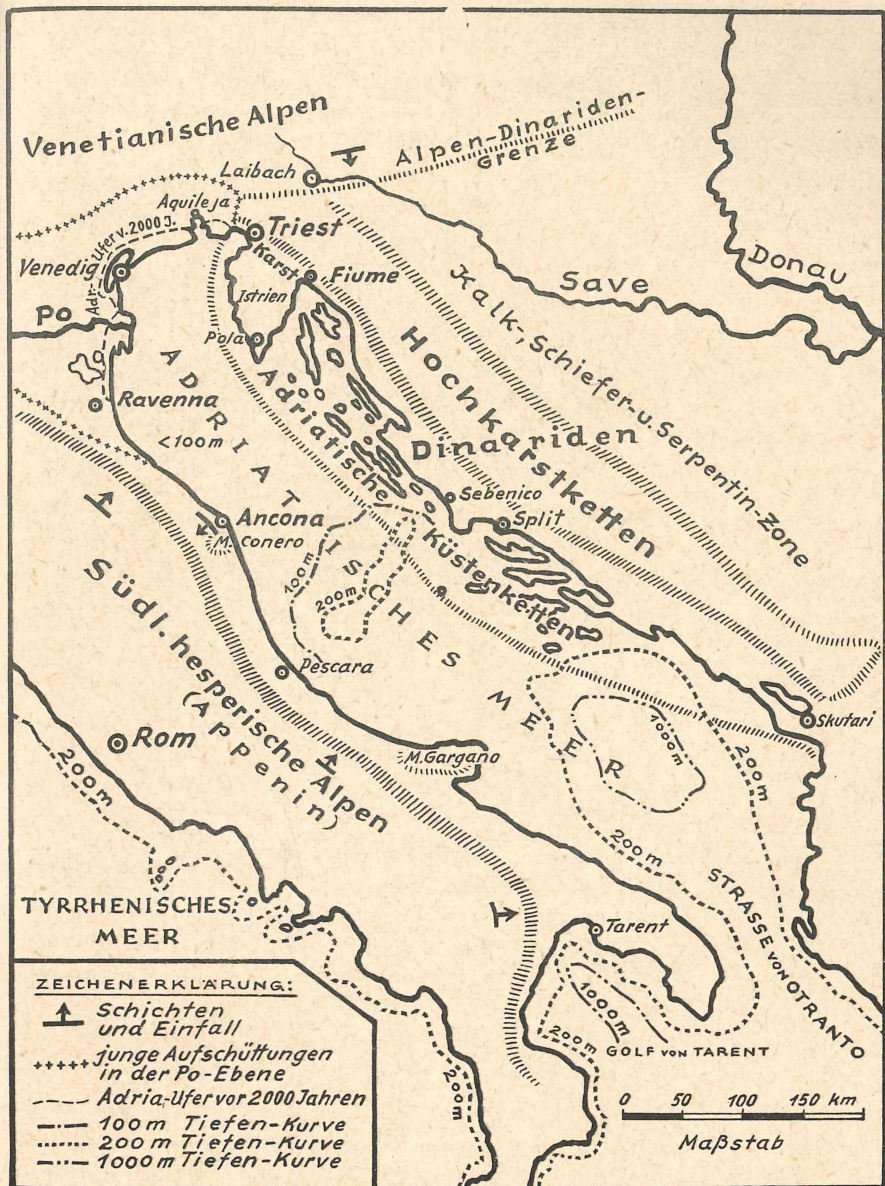 Venetianische Alpen
Alpen-Dinariden-
Grenze
Laibach
Aquileja
Triest
Adr.-Ufer v. 2000 J.
Venedig
Karst
Fiume
Istrien
Save
Donau
Po
Pola
Kalk-, Schiefer- u. Serpentin-Zone
Hochkarstketten
Dinariden
ADRIATISCHES MEER
Adriatische
Küstenketten
Ravenna
<100m
Sebenico
Split
Ancona
M. Conero
100m
200m
Südl. hesperische Alpen
(Appenin)
Pescara
Skutari
1000m
200m
200m
Rom
200m
M. Gargano
STRASSE VON OTRANTO
TYRRHENISCHES
MEER
Tarent
1000m
200m
GOLF VON TARENT
200m
ZEICHENERKLÄRUNG:
Schichten
und Einfall
junge Aufschüttungen
in der Po-Ebene
Adria-Ufer vor 2000 Jahren
100m Tiefen-Kurve
200m Tiefen-Kurve
1000m Tiefen-Kurve
0 50 100 150 km
Maßstab